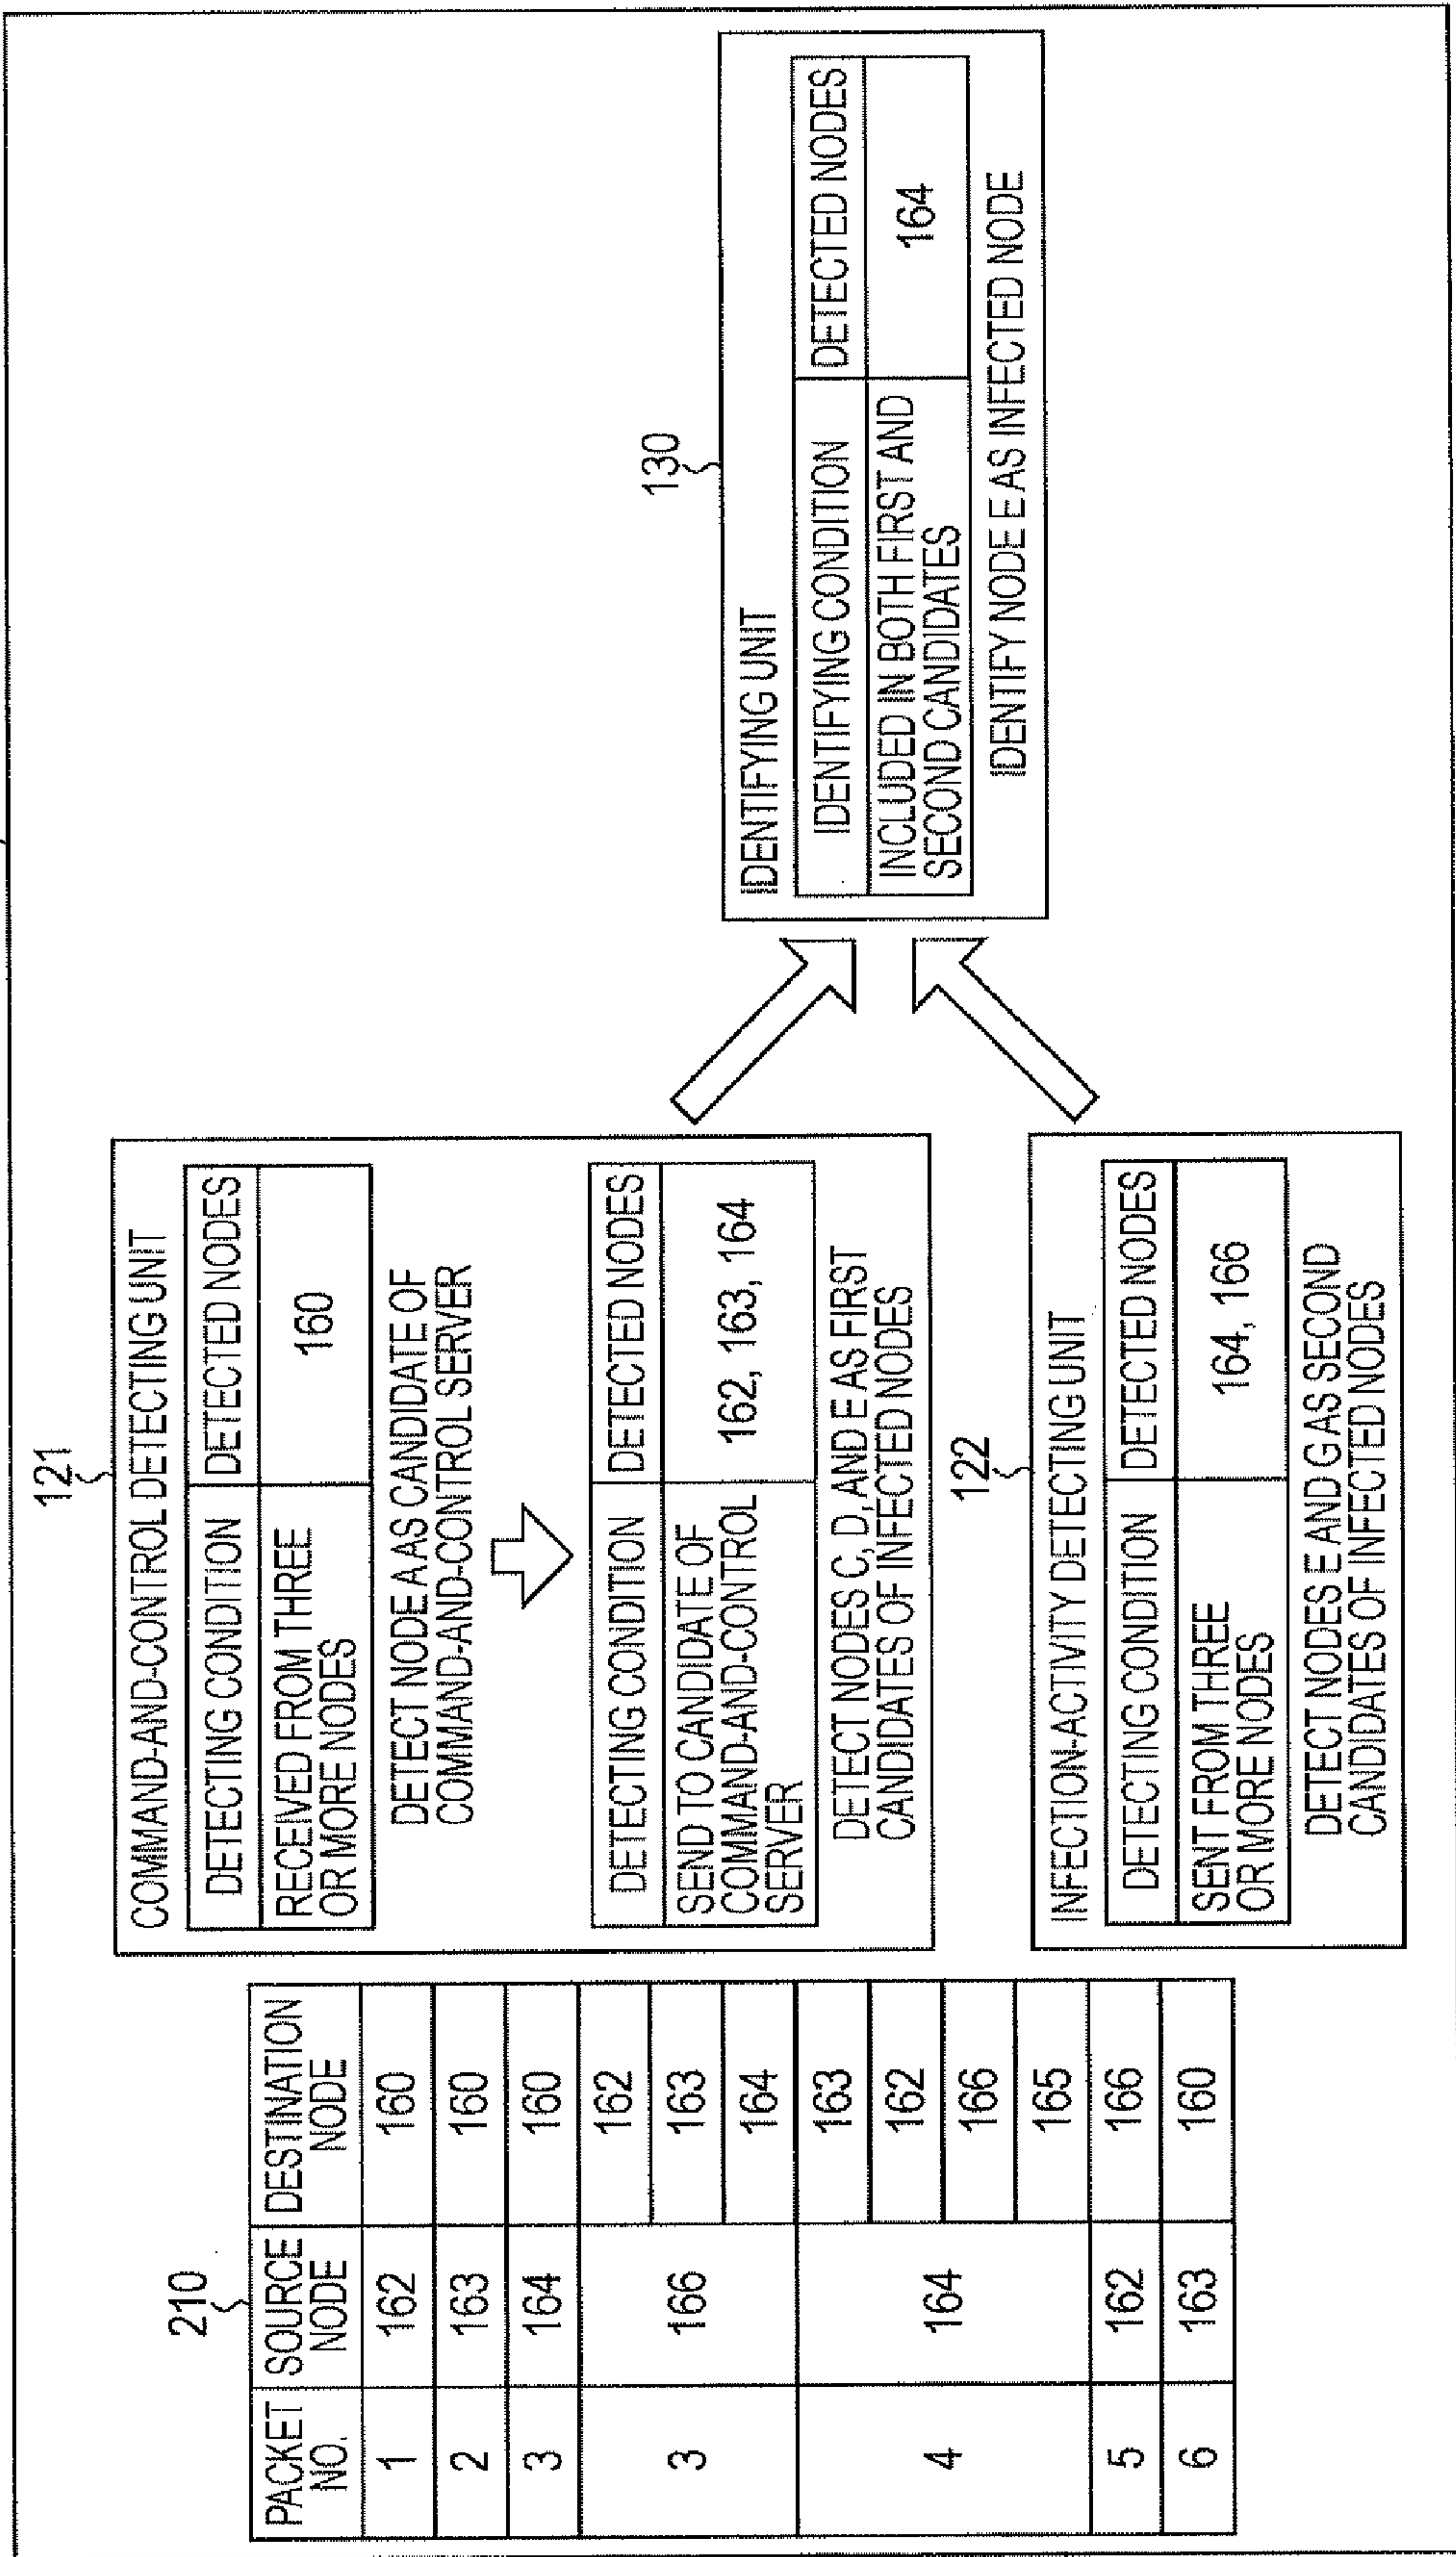 210
PACKET NO. SOURCE NODE DESTINATION NODE
1 162 160
2 163 160
3 164 160
3 166 162
163
164
4 164 163
162
166
165
5 162 166
6 163 160
121
COMMAND-AND-CONTROL DETECTING UNIT
DETECTING CONDITION DETECTED NODES
RECEIVED FROM THREE
OR MORE NODES
160
DETECT NODE A AS CANDIDATE OF
COMMAND-AND-CONTROL SERVER
DETECTING CONDITION DETECTED NODES
SEND TO CANDIDATE OF
COMMAND-AND-CONTROL
SERVER
162, 163, 164
DETECT NODES C, D, AND E AS FIRST
CANDIDATES OF INFECTED NODES
122
INFECTION-ACTIVITY DETECTING UNIT
DETECTING CONDITION DETECTED NODES
SENT FROM THREE
OR MORE NODES
164, 166
DETECT NODES E AND G AS SECOND
CANDIDATES OF INFECTED NODES
130
IDENTIFYING UNIT
IDENTIFYING CONDITION DETECTED NODES
INCLUDED IN BOTH FIRST AND
SECOND CANDIDATES
164
IDENTIFY NODE E AS INFECTED NODE